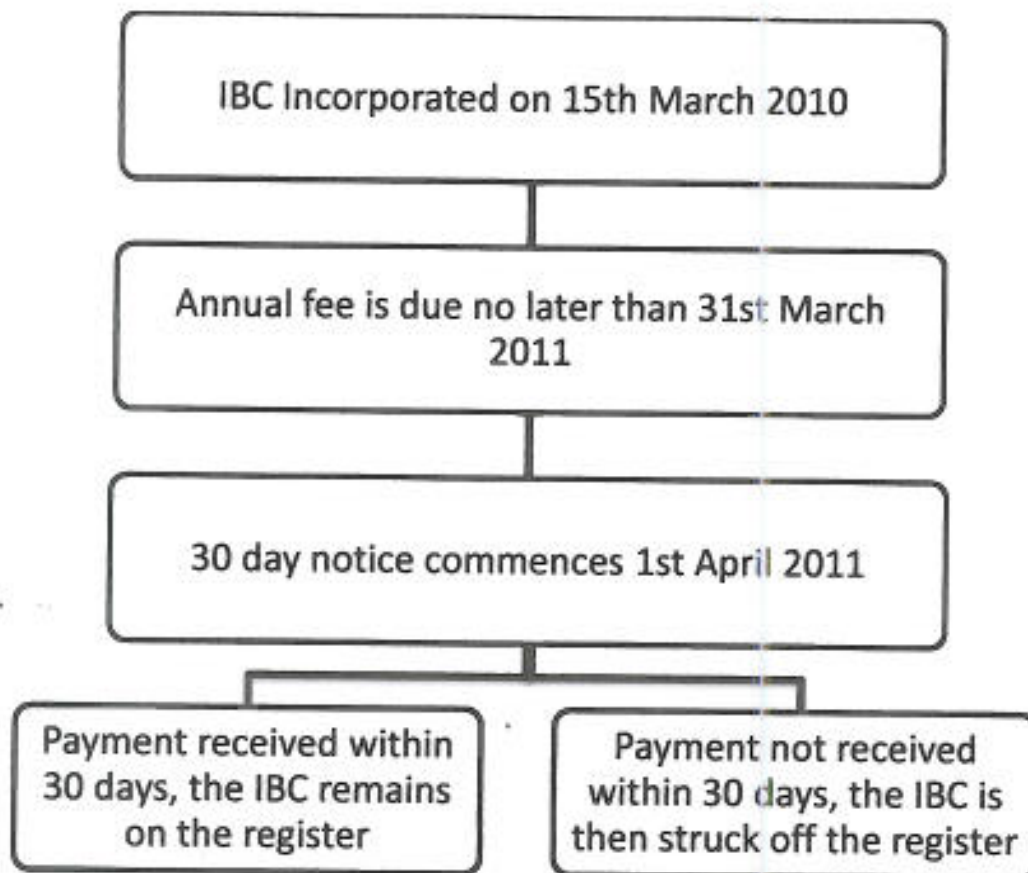 IBC Incorporated on 15th March 2010
Annual fee is due no later than 31st March
2011
30 day notice commences 1st April 2011
Payment received within
30 days, the IBC remains
on the register
Payment not received
within 30 days, the IBC is
then struck off the register